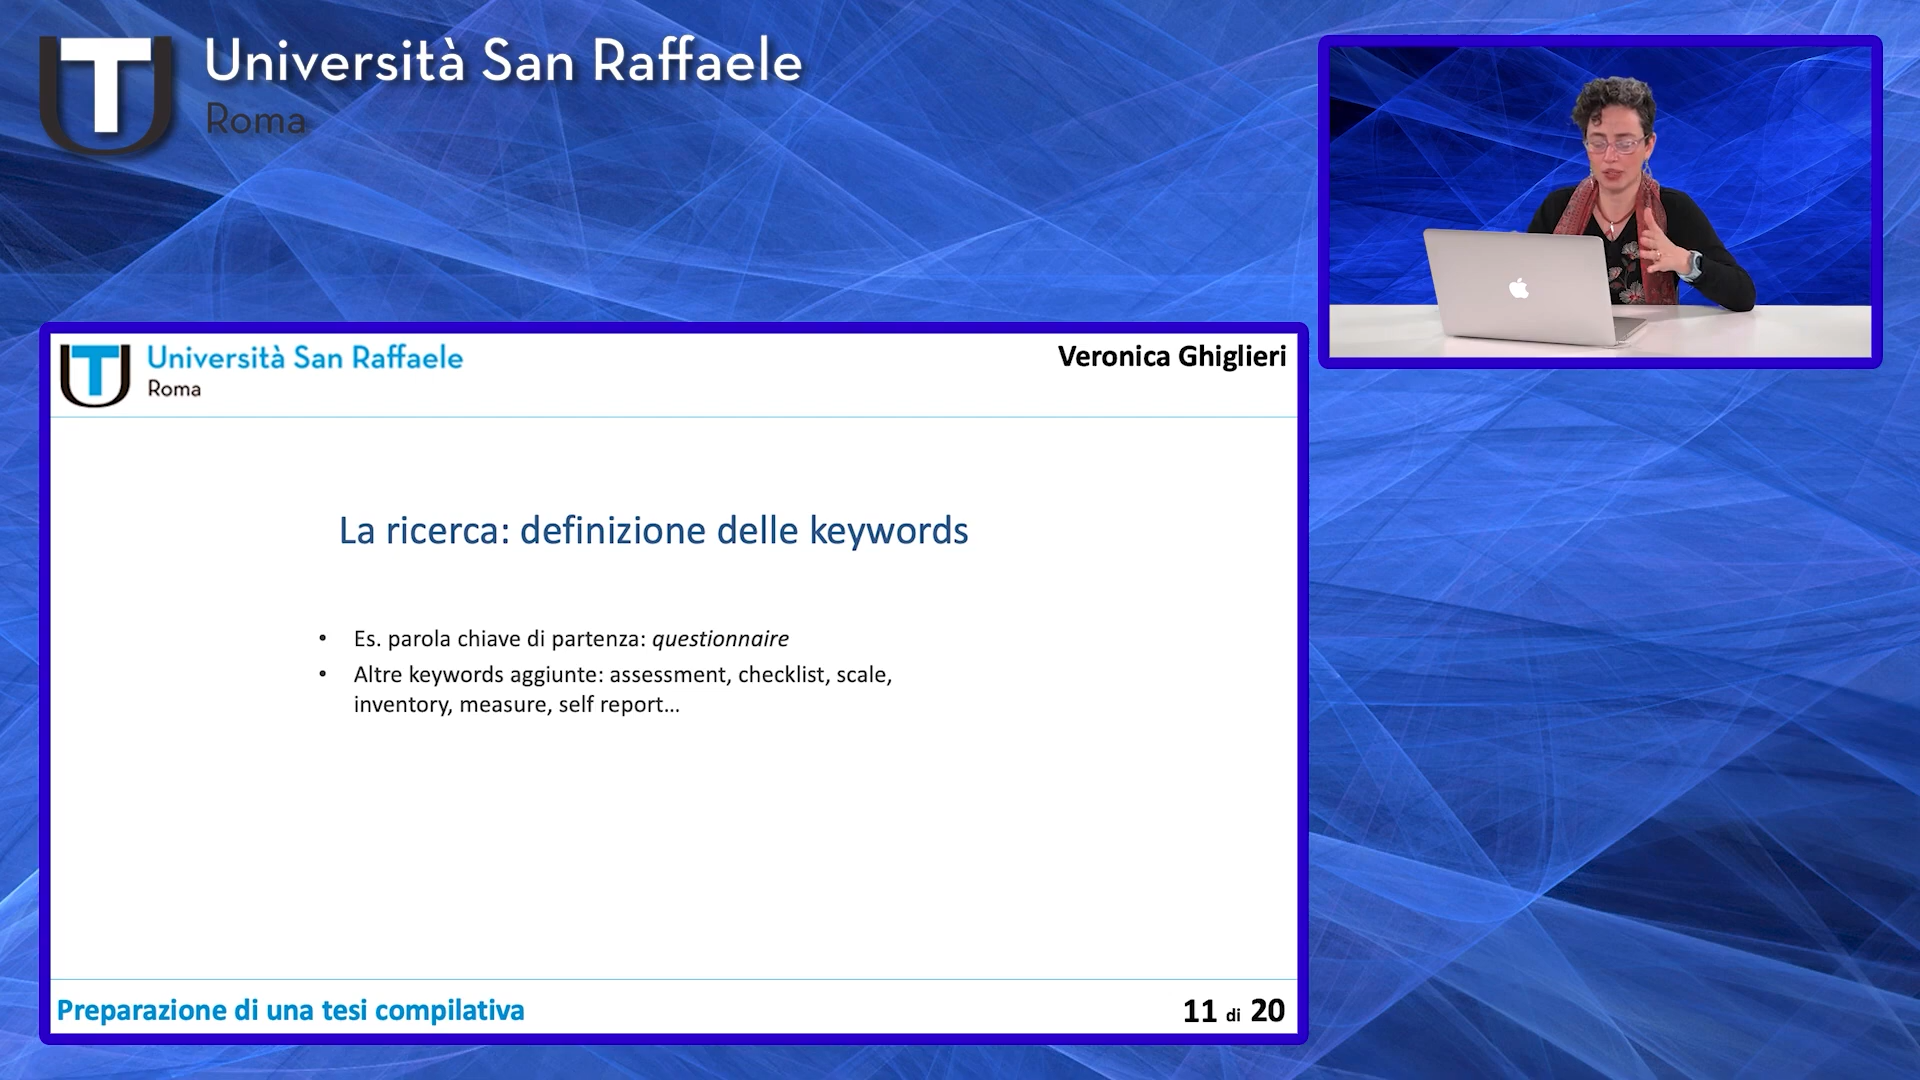 Università San Raffaele
Roma
Università San Raffaele
Roma
Veronica Ghiglieri
La ricerca: definizione delle keywords
• Es. parola chiave di partenza: questionnaire
• Altre keywords aggiunte: assessment, checklist, scale,
inventory, measure, self report...
Preparazione di una tesi compilativa
11 di 20